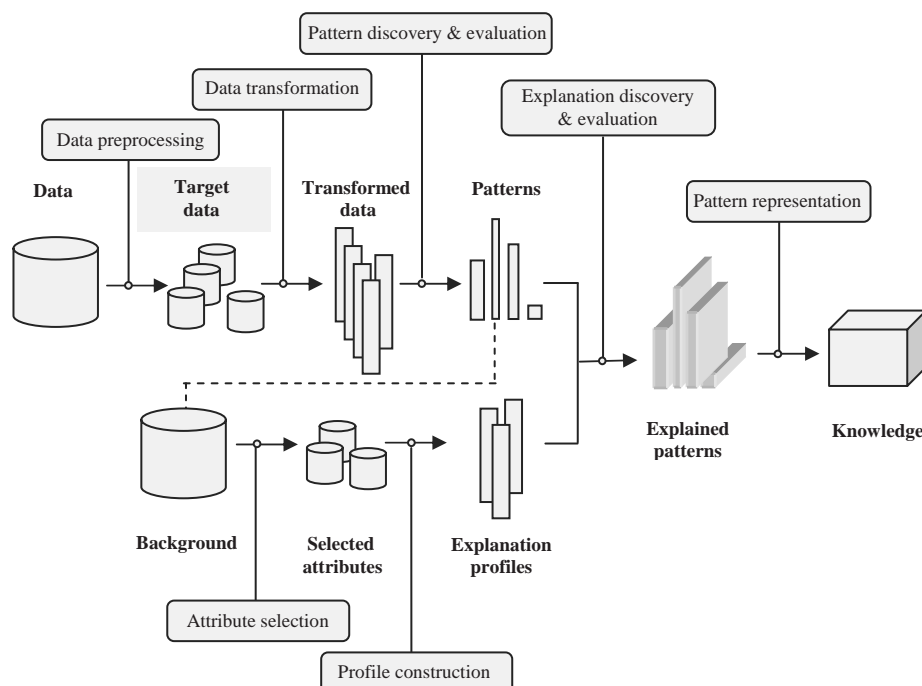 Pattern discovery & evaluation
Data transformation
Explanation discovery
& evaluation
Data preprocessing
Data
Target
data
Transformed
data
Patterns
Pattern representation
Background
Selected
attributes
Explanation
profiles
Explained
patterns
Knowledge
Attribute selection
Profile construction